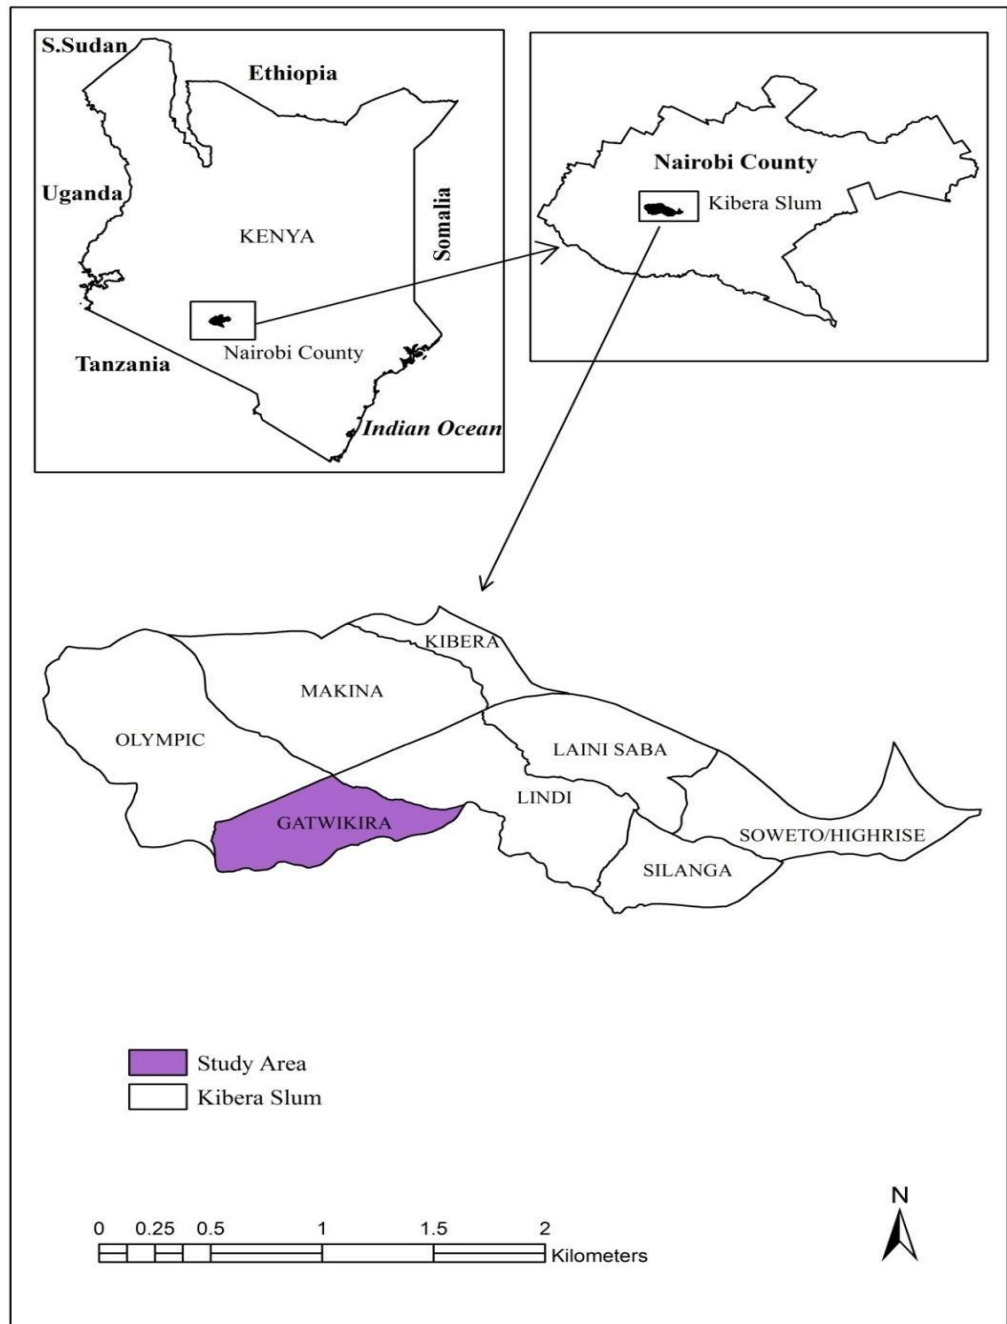 S.Sudan
Ethiopia
Uganda
KENYA
Somalia
Nairobi County
Tanzania
Indian Ocean
Nairobi County
Kibera Slum
KIBERA
MAKINA
OLYMPIC
LAINI SABA
LINDI
GATWIKIRA
SOWETO/HIGHRISE
SILANGA
Study Area
Kibera Slum
N
0 0.25 0.5 1 1.5 2
Kilometers